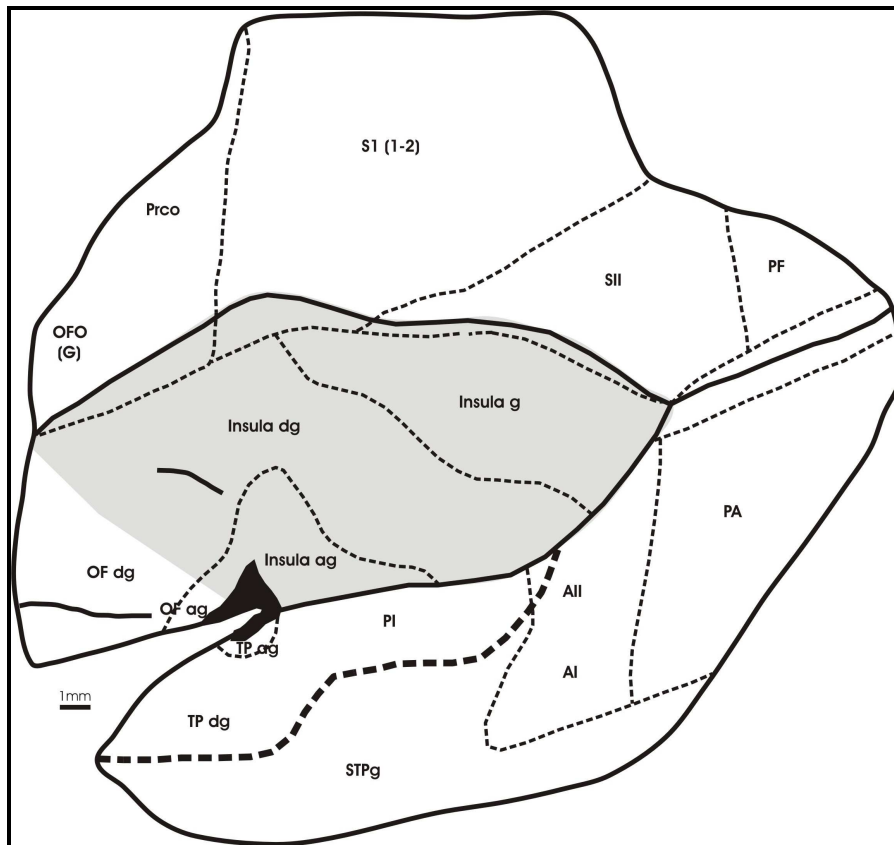 S1 (1-2)
Prco
SII
PF
OFO
(G)
Insula g
Insula dg
PA
Insula ag
OF dg
AII
OF ag
PI
TP ag
AI
1mm
TP dg
STPg